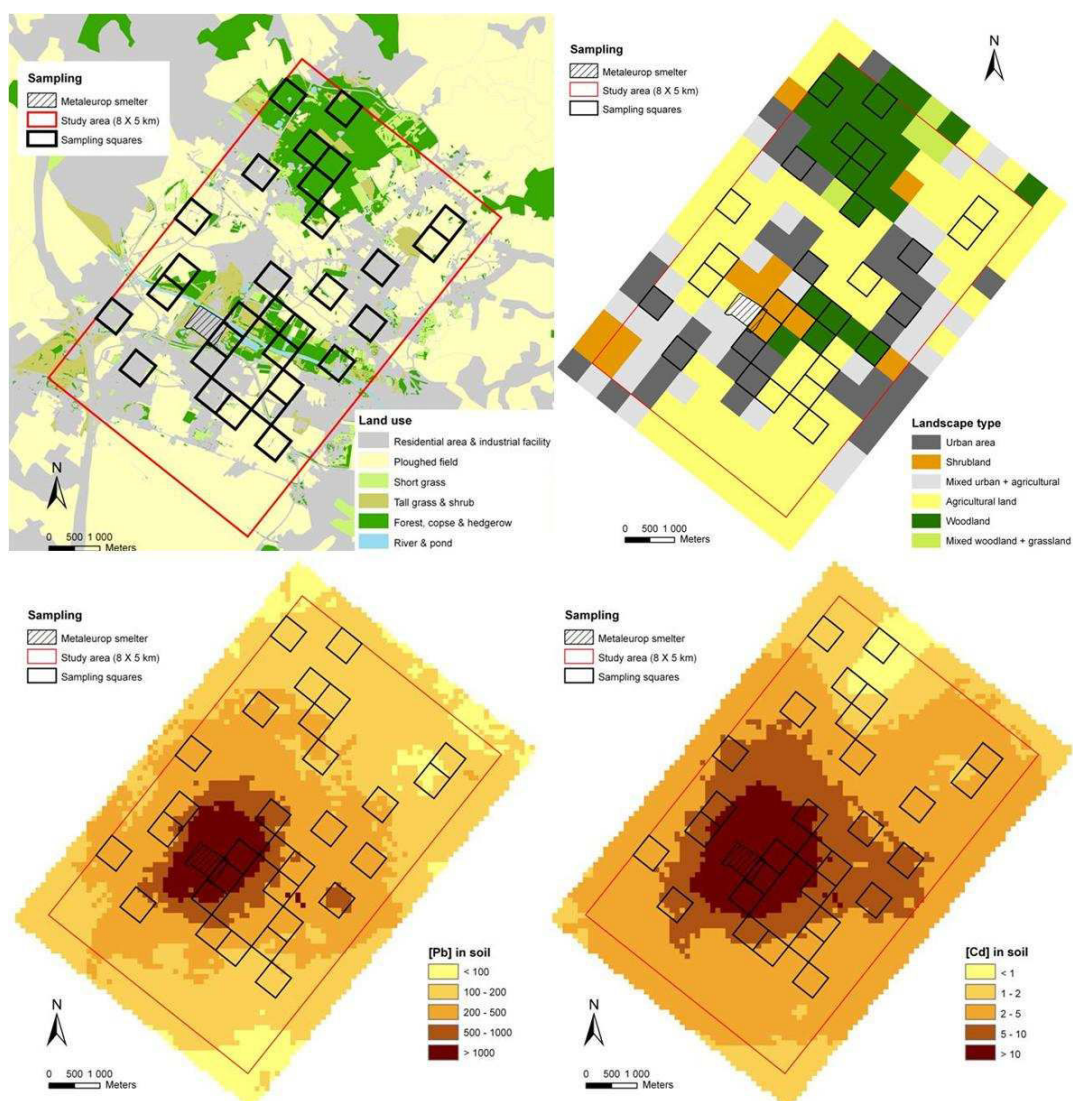 Sampling
Metaleurop smelter
Study area (8 X 5 km)
Sampling squares
Land use
Residential area & industrial facility
Ploughed field
Short grass
Tall grass & shrub
Forest, copse & hedgerow
River & pond
N
0 500 1 000
Meters
Sampling
Metaleurop smelter
Study area (8 X 5 km)
Sampling squares
N
Landscape type
Urban area
Shrubland
Mixed urban + agricultural
Agricultural land
Woodland
Mixed woodland + grassland
0 500 1 000
Meters
Sampling
Metaleurop smelter
Study area (8 X 5 km)
Sampling squares
[Pb] in soil
< 100
100 - 200
200 - 500
500 - 1000
> 1000
N
0 500 1 000
Meters
Sampling
Metaleurop smelter
Study area (8 X 5 km)
Sampling squares
[Cd] in soil
< 1
1 - 2
2 - 5
5 - 10
> 10
N
0 500 1 000
Meters